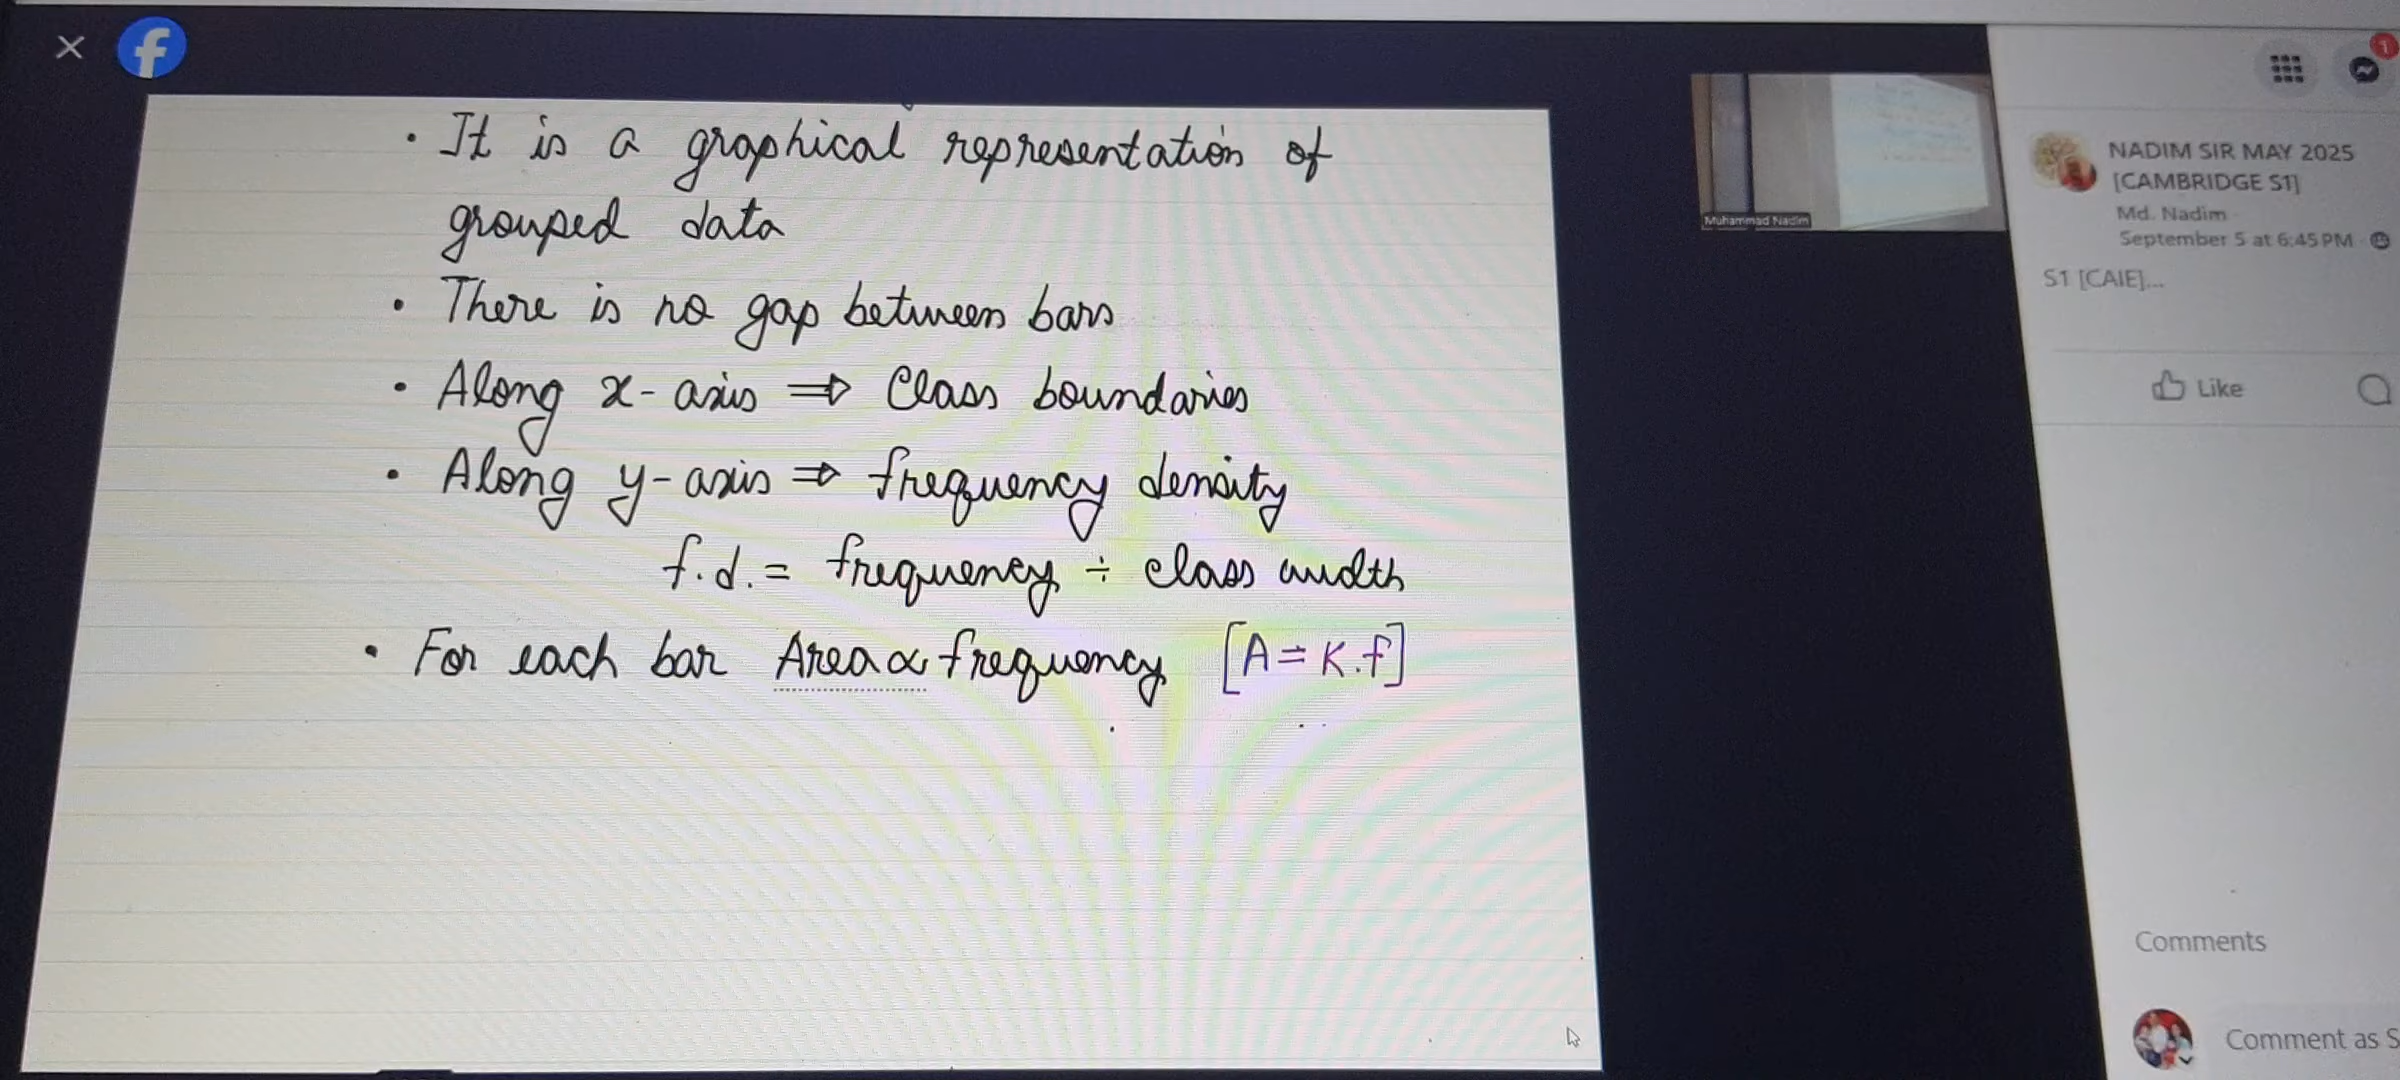 • It is a graphical representation of
grouped data
• There is no gap between bars
• Along x-axis ⇒ Class boundaries
• Along y-axis ⇒ frequency density
f.d. = frequency ÷ class width
• For each bar Area ∝ frequency [A = K.f]
Muhammad Nadim
1
NADIM SIR MAY 2025
[CAMBRIDGE S1]
Md. Nadim
September 5 at 6:45 PM ·
S1 [CAIE]...
Like
Comments
Comment as S